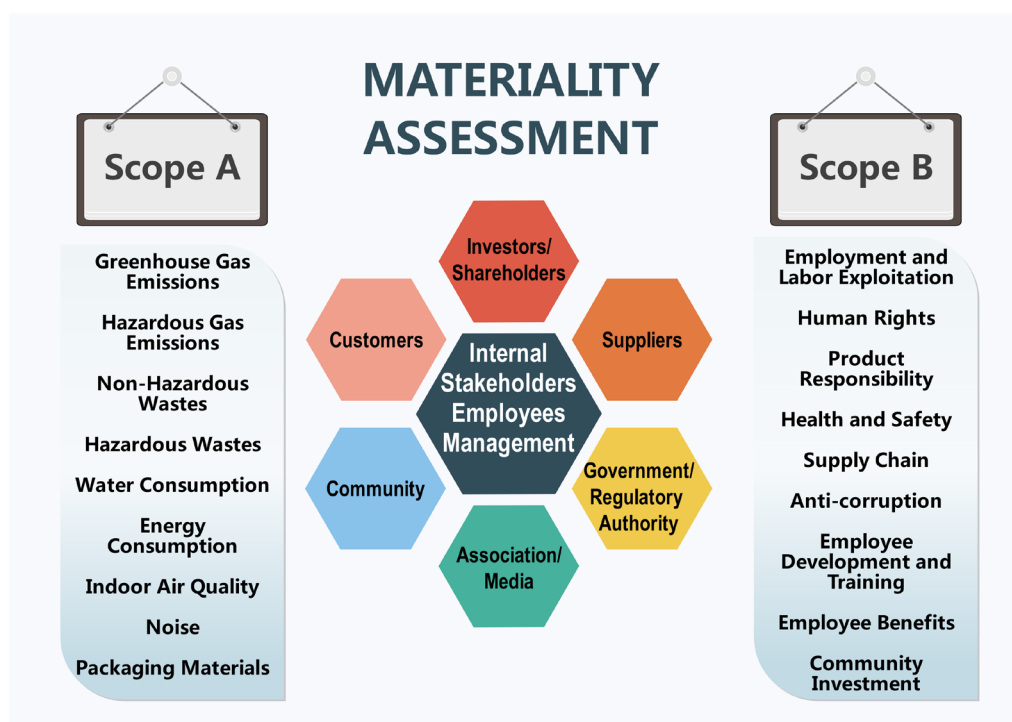 MATERIALITY
ASSESSMENT
Scope A
Greenhouse Gas
Emissions
Hazardous Gas
Emissions
Non-Hazardous
Wastes
Hazardous Wastes
Water Consumption
Energy
Consumption
Indoor Air Quality
Noise
Packaging Materials
Investors/
Shareholders
Customers
Suppliers
Internal
Stakeholders
Employees
Management
Community
Government/
Regulatory
Authority
Association/
Media
Scope B
Employment and
Labor Exploitation
Human Rights
Product
Responsibility
Health and Safety
Supply Chain
Anti-corruption
Employee
Development and
Training
Employee Benefits
Community
Investment